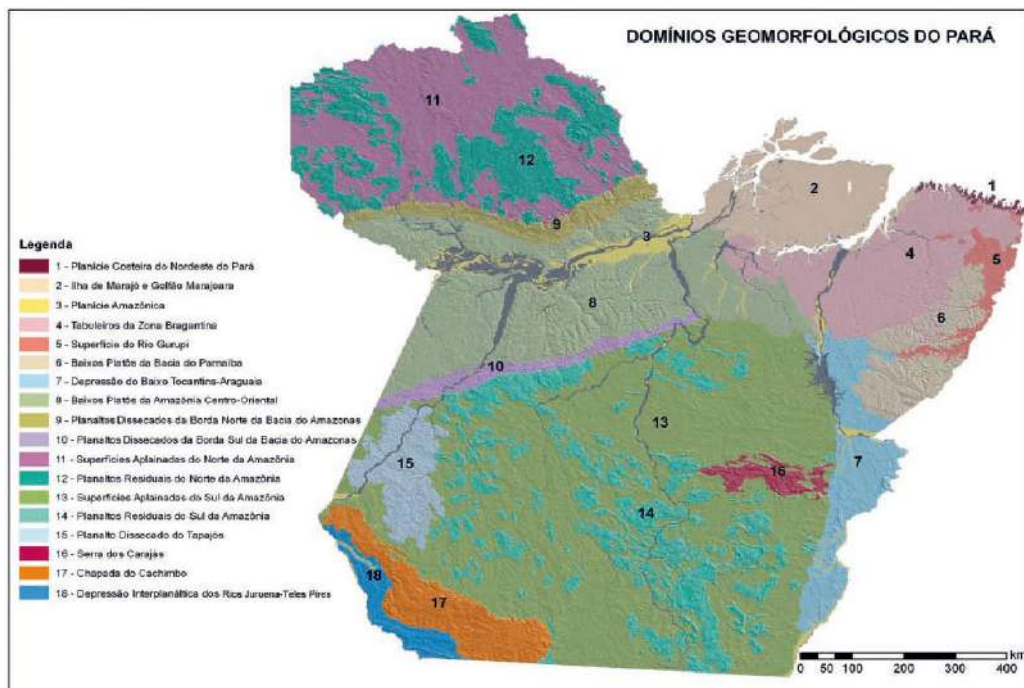 DOMÍNIOS GEOMORFOLÓGICOS DO PARÁ
11
12
2
1
9
3
4
5
8
6
10
13
7
15
16
14
18
17
Legenda
1 - Planície Costeira do Nordeste do Pará
2 - Ilha de Marajó e Golfão Marajoara
3 - Planície Amazônica
4 - Tabuleiros da Zona Bragantina
5 - Superfície do Rio Gurupi
6 - Baixos Platôs da Bacia do Parnaíba
7 - Depressão do Baixo Tocantins-Araguaia
8 - Baixos Platôs da Amazônia Centro-Oriental
9 - Planaltos Dissecados da Borda Norte da Bacia do Amazonas
10 - Planaltos Dissecados da Borda Sul da Bacia do Amazonas
11 - Superfícies Aplainadas do Norte da Amazônia
12 - Planaltos Residuais do Norte da Amazônia
13 - Superfícies Aplainadas do Sul da Amazônia
14 - Planaltos Residuais do Sul da Amazônia
15 - Planalto Dissecado do Tapajós
16 - Serra dos Carajás
17 - Chapada do Cachimbo
18 - Depressão Interplanáltica dos Rios Juruena-Teles Pires
km
0 50 100 200 300 400